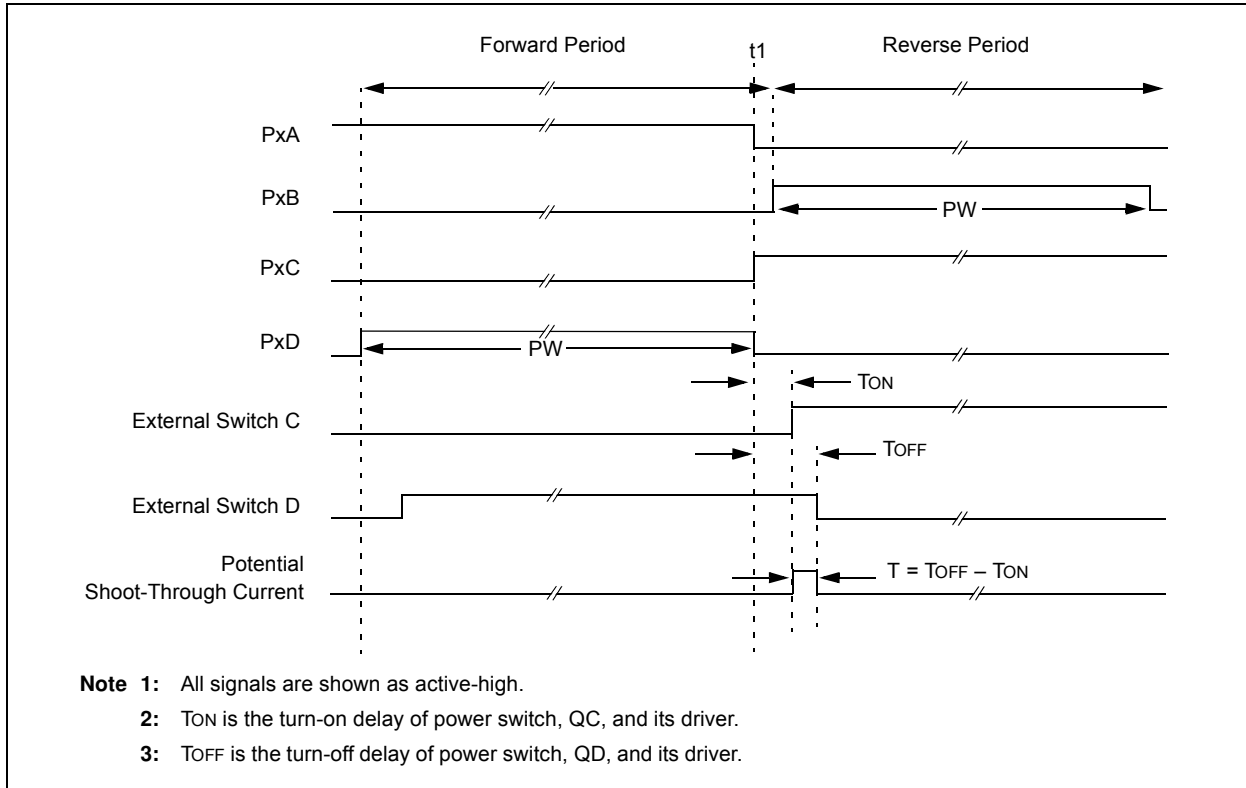 Forward Period
t1
Reverse Period
PxA
PxB
PW
PxC
PxD
PW
TON
External Switch C
TOFF
External Switch D
Potential
Shoot-Through Current
T = TOFF – TON
Note 1: All signals are shown as active-high.
2: TON is the turn-on delay of power switch, QC, and its driver.
3: TOFF is the turn-off delay of power switch, QD, and its driver.